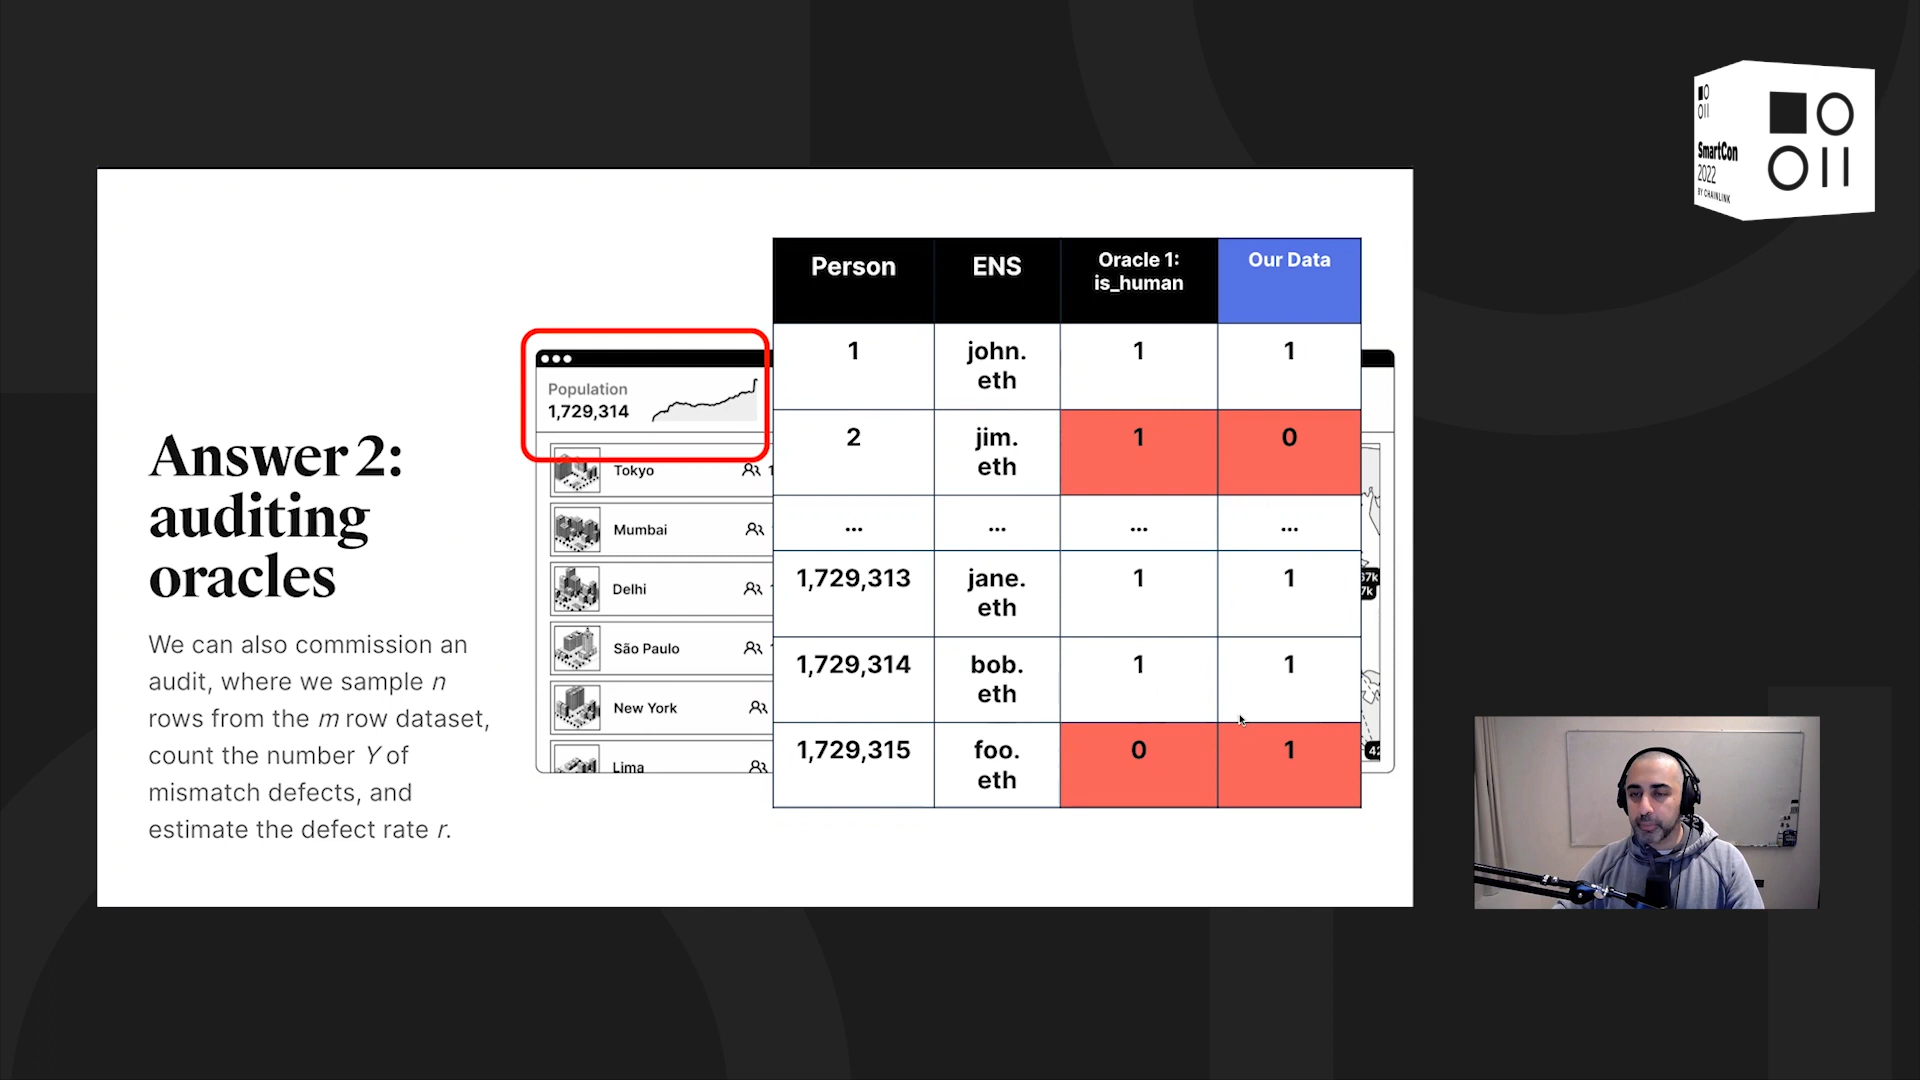 SmartCon
2022
BY CHAINLINK
Answer 2:
auditing
oracles
We can also commission an
audit, where we sample n
rows from the m row dataset,
count the number Y of
mismatch defects, and
estimate the defect rate r.
Population
1,729,314
Tokyo
Mumbai
Delhi
São Paulo
New York
Lima
Person ENS Oracle 1: is_human Our Data
1 john.eth 1 1
2 jim.eth 1 0
... ... ... ...
1,729,313 jane.eth 1 1
1,729,314 bob.eth 1 1
1,729,315 foo.eth 0 1